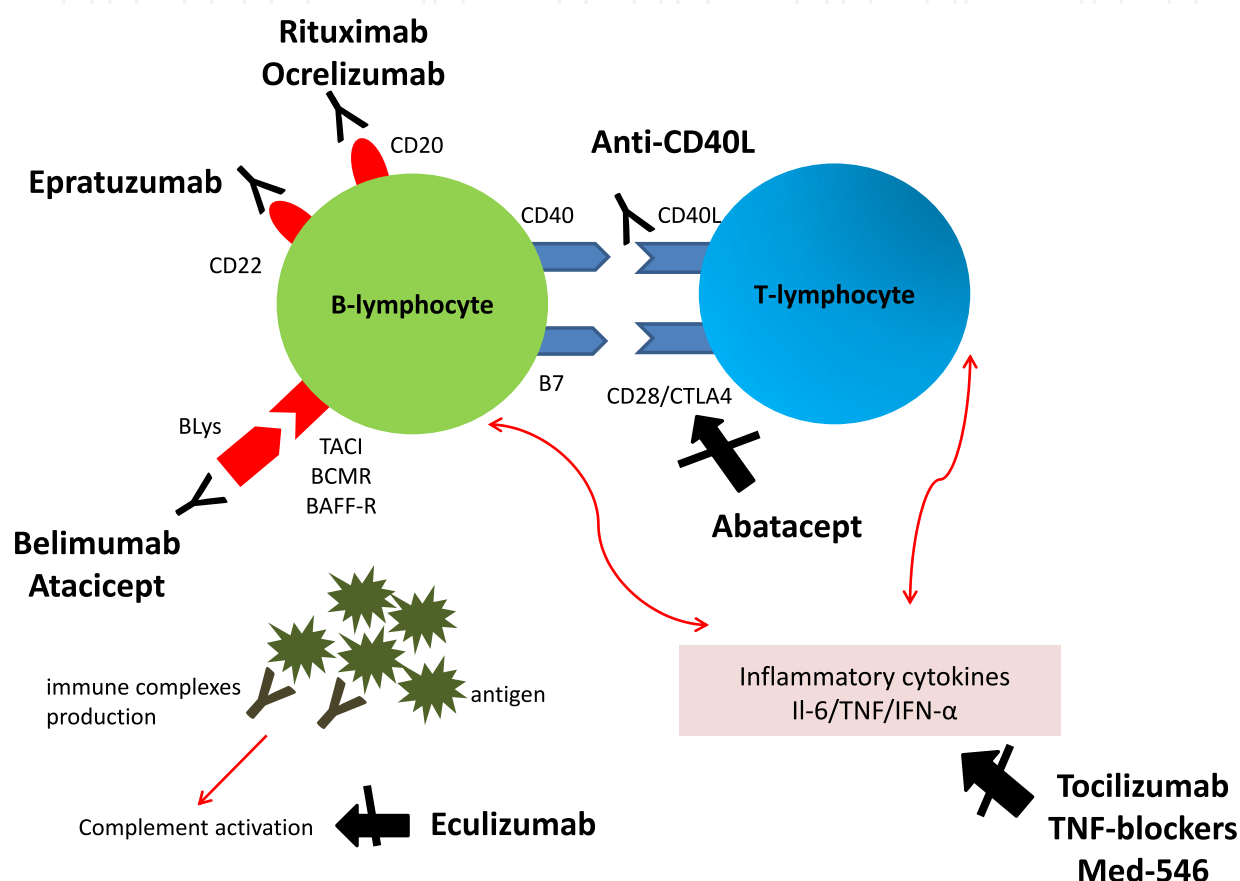 Rituximab
Ocrelizumab
CD20
Anti-CD40L
Epratuzumab
CD40
CD40L
CD22
B-lymphocyte
T-lymphocyte
B7
CD28/CTLA4
BLys
TACI
BCMR
BAFF-R
Abatacept
Belimumab
Atacicept
immune complexes
production
antigen
Inflammatory cytokines
Il-6/TNF/IFN-α
Complement activation
Eculizumab
Tocilizumab
TNF-blockers
Med-546